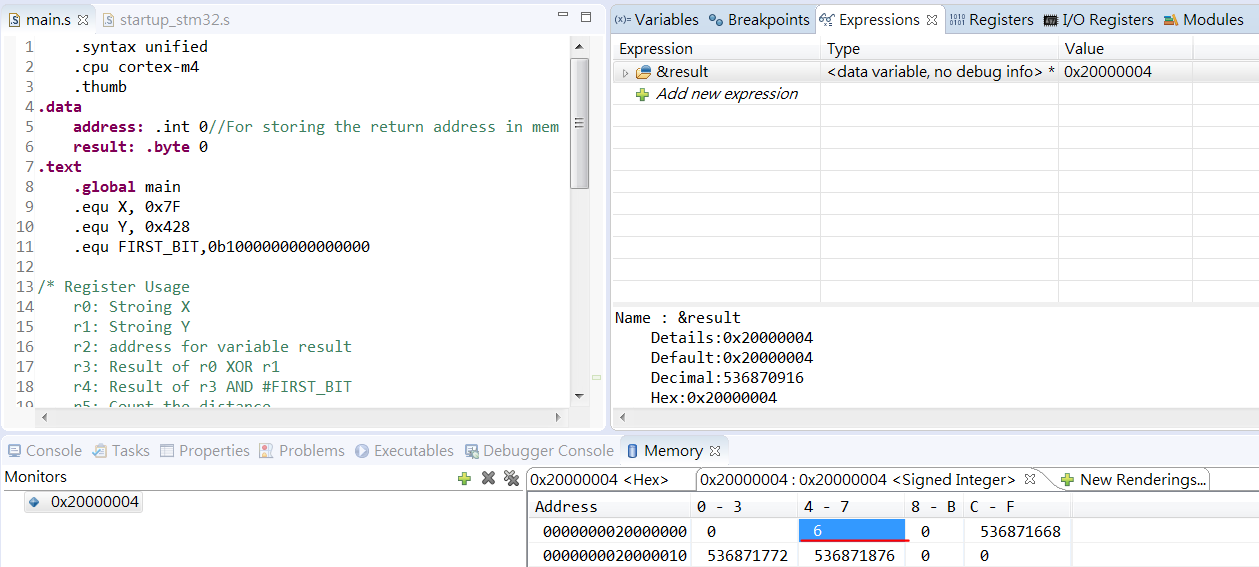 main.s startup_stm32.s
1 .syntax unified
2 .cpu cortex-m4
3 .thumb
4 .data
5 address: .int 0//For storing the return address in mem
6 result: .byte 0
7 .text
8 .global main
9 .equ X, 0x7F
10 .equ Y, 0x428
11 .equ FIRST_BIT,0b1000000000000000
12
13 /* Register Usage
14 r0: Stroing X
15 r1: Stroing Y
16 r2: address for variable result
17 r3: Result of r0 XOR r1
18 r4: Result of r3 AND #FIRST_BIT
19 r5: Count the distance
(x)= Variables Breakpoints Expressions 1010 0101 Registers I/O Registers Modules
Expression Type Value
&result <data variable, no debug info> * 0x20000004
Add new expression
Name : &result
Details:0x20000004
Default:0x20000004
Decimal:536870916
Hex:0x20000004
Console Tasks Properties Problems Executables Debugger Console Memory
Monitors
0x20000004
0x20000004 <Hex> 0x20000004 : 0x20000004 <Signed Integer> New Renderings...
Address 0 - 3 4 - 7 8 - B C - F
0000000020000000 0 6 0 536871668
0000000020000010 536871772 536871876 0 0